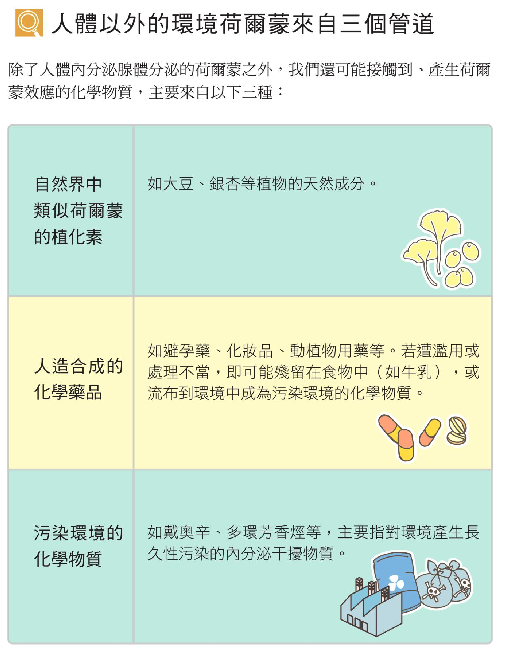 人體以外的環境荷爾蒙來自三個管道
除了人體內分泌腺體分泌的荷爾蒙之外，我們還可能接觸到、產生荷爾
蒙效應的化學物質，主要來自以下三種：
自然界中
類似荷爾蒙
的植化素
如大豆、銀杏等植物的天然成分。
人造合成的
化學藥品
如避孕藥、化妝品、動植物用藥等。若遭濫用或
處理不當，即可能殘留在食物中（如牛乳），或
流布到環境中成為污染環境的化學物質。
污染環境的
化學物質
如戴奧辛、多環芳香烴等，主要指對環境產生長
久性污染的內分泌干擾物質。